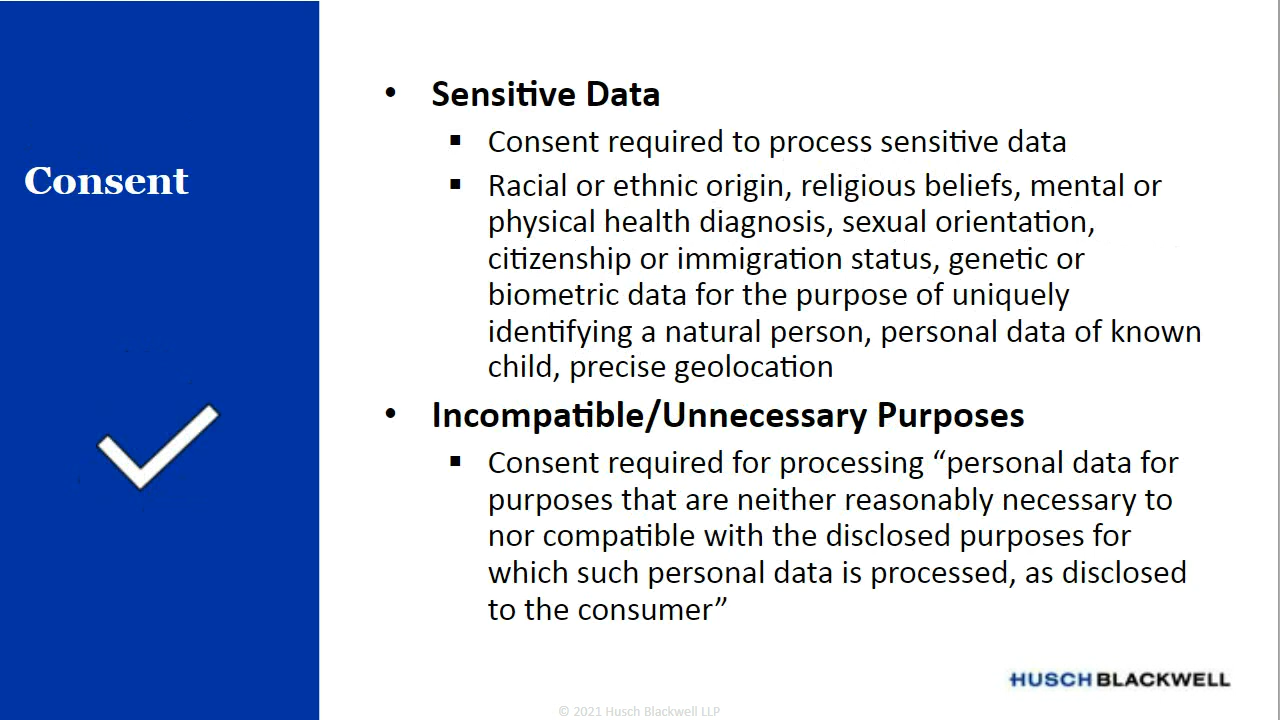 Consent
• Sensitive Data
▪ Consent required to process sensitive data
▪ Racial or ethnic origin, religious beliefs, mental or
physical health diagnosis, sexual orientation,
citizenship or immigration status, genetic or
biometric data for the purpose of uniquely
identifying a natural person, personal data of known
child, precise geolocation
• Incompatible/Unnecessary Purposes
▪ Consent required for processing “personal data for
purposes that are neither reasonably necessary to
nor compatible with the disclosed purposes for
which such personal data is processed, as disclosed
to the consumer”
HUSCH BLACKWELL
© 2021 Husch Blackwell LLP